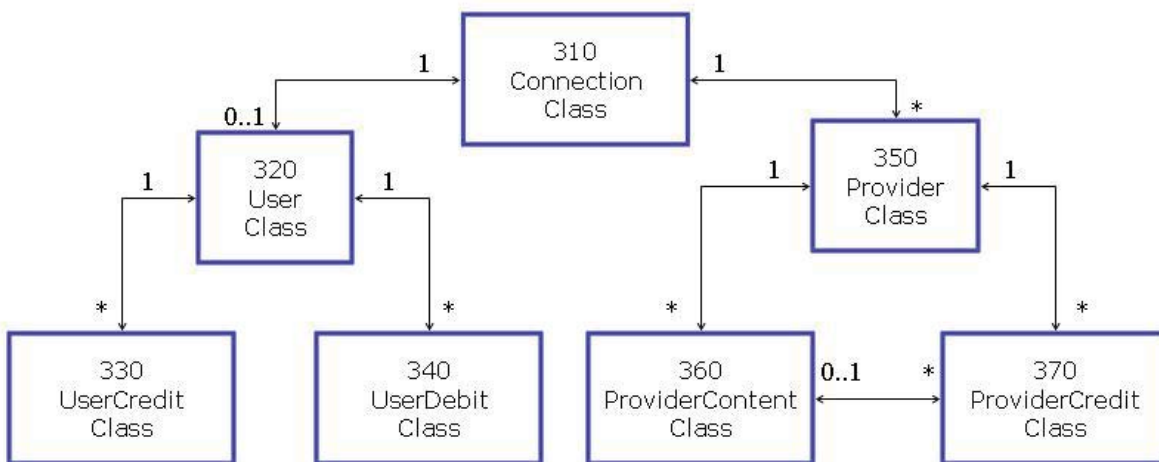 310
Connection
Class
1
1
0..1
*
320
User
Class
350
Provider
Class
1
1
1
1
*
*
*
*
330
UserCredit
Class
340
UserDebit
Class
360
ProviderContent
Class
0..1
*
370
ProviderCredit
Class